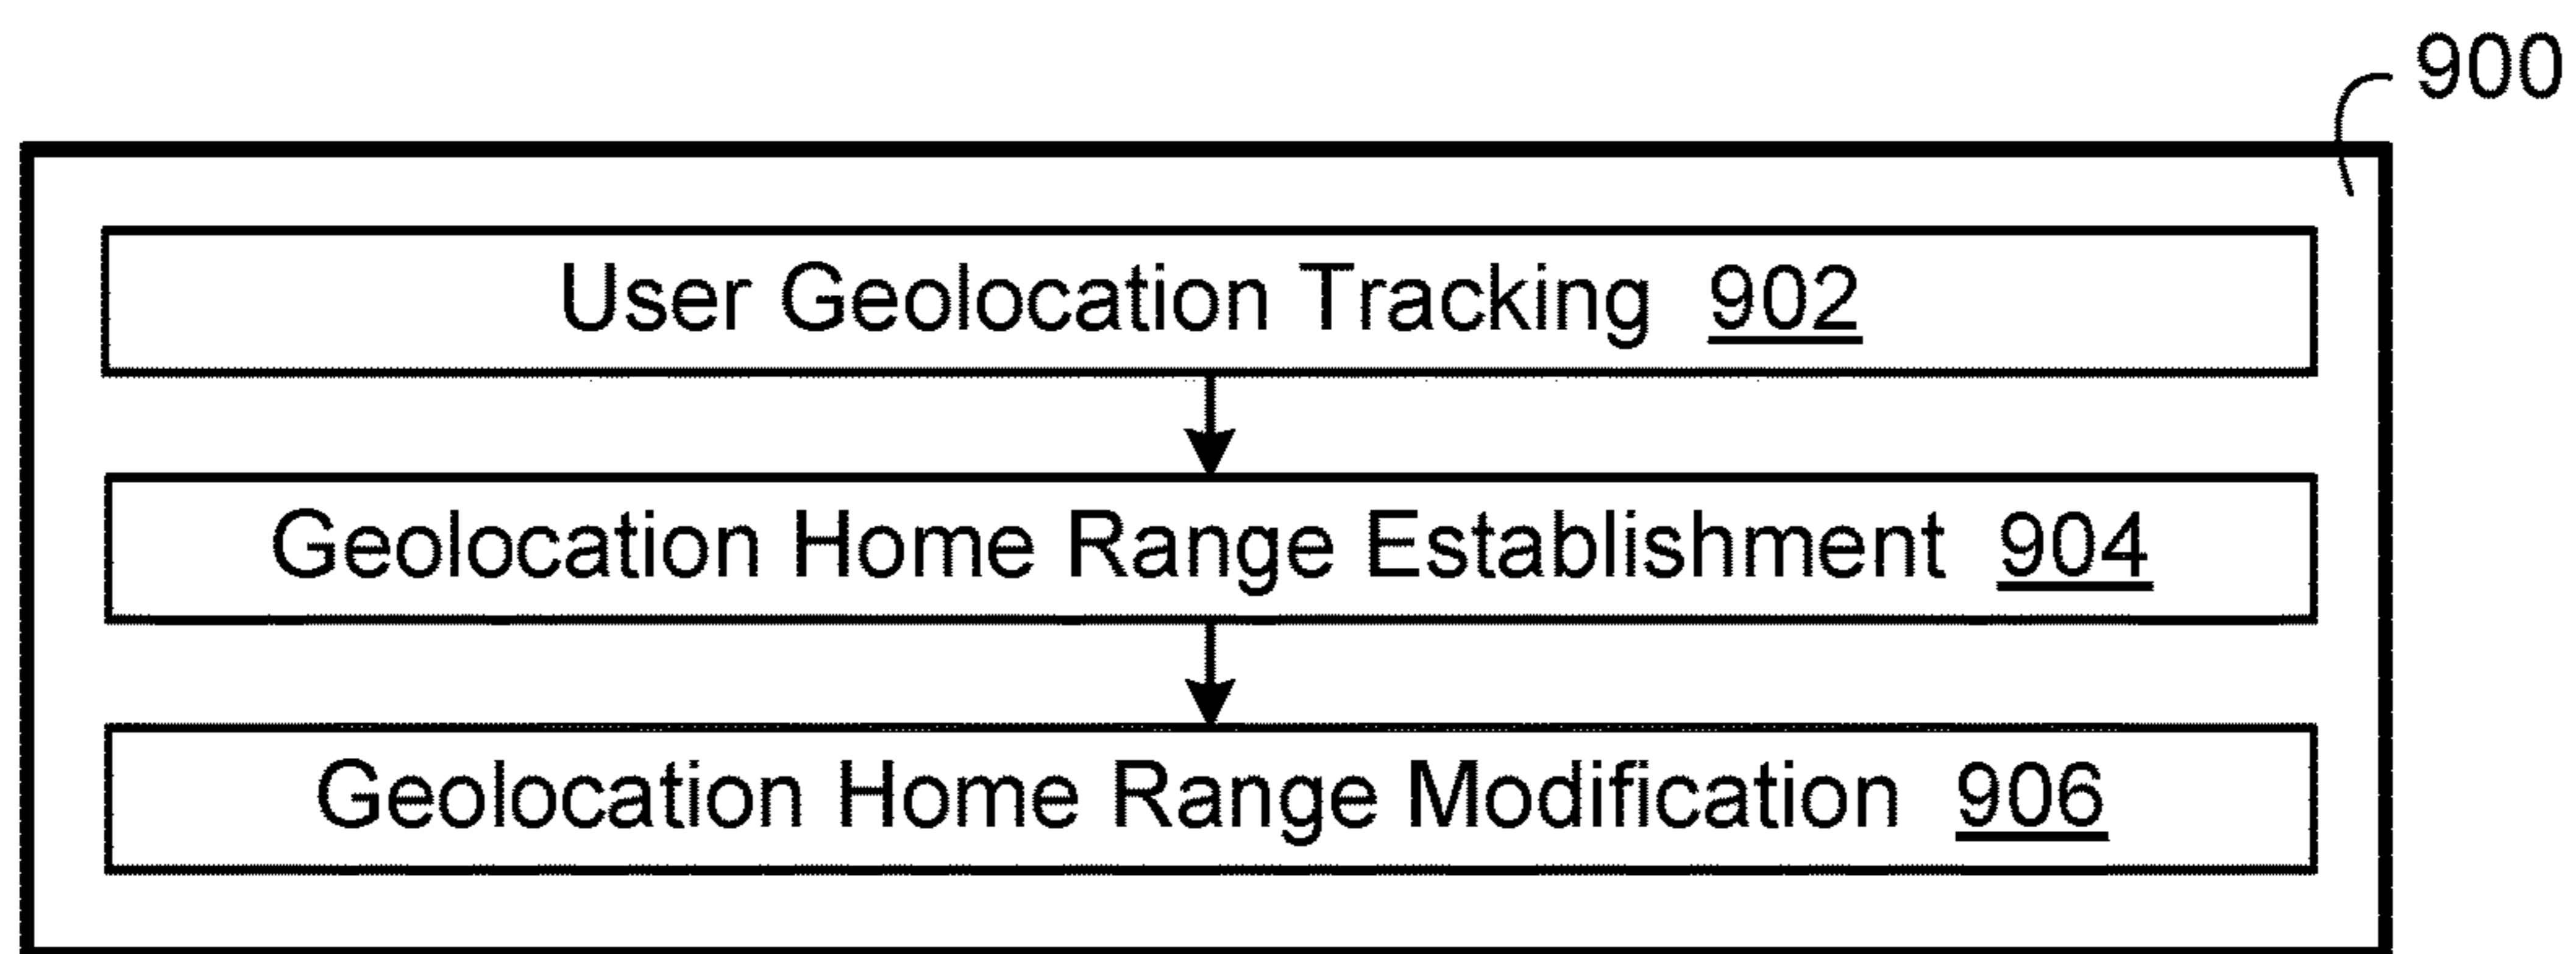 900
User Geolocation Tracking 902
Geolocation Home Range Establishment 904
Geolocation Home Range Modification 906